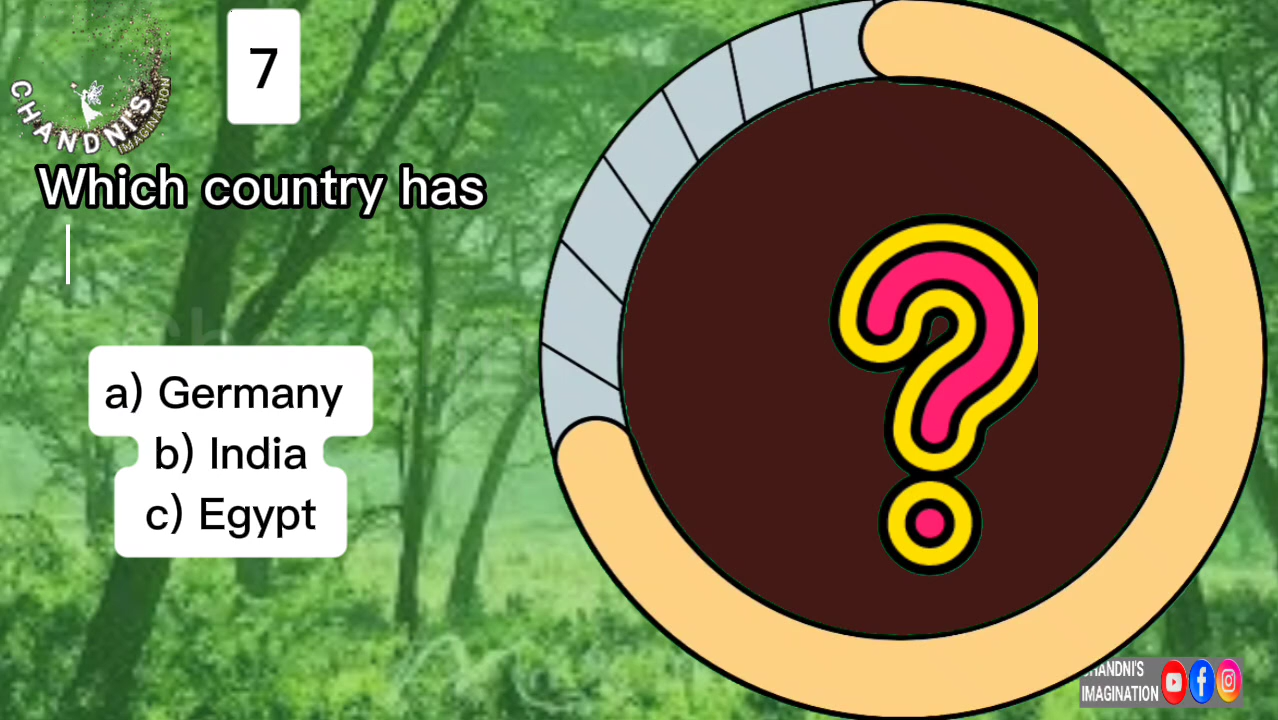 CHANDNI'S
IMAGINATION
7
Which country has
a) Germany
b) India
c) Egypt
?
CHANDNI'S
IMAGINATION